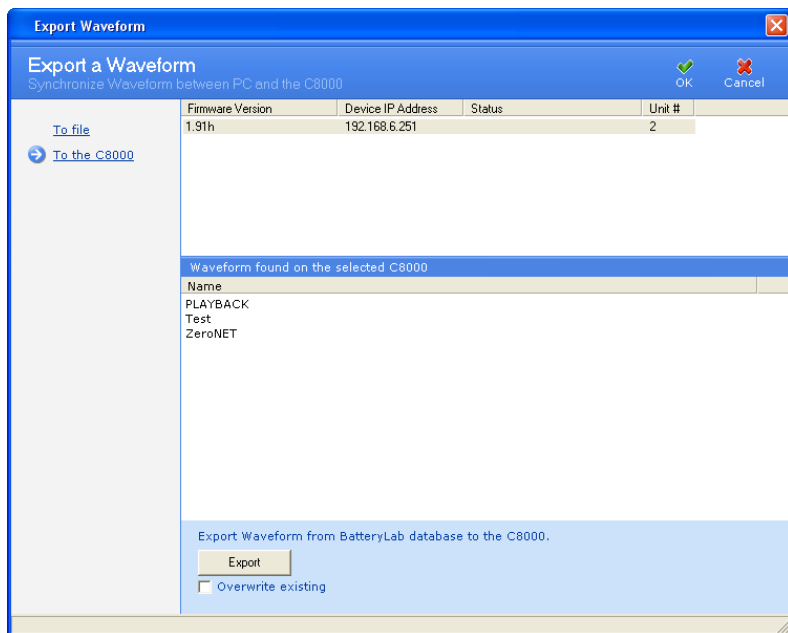 Export Waveform
Export a Waveform
Synchronize Waveform between PC and the C8000
OK Cancel
To file
To the C8000
Firmware Version Device IP Address Status Unit #
1.91h 192.168.6.251 2
Waveform found on the selected C8000
Name
PLAYBACK
Test
ZeroNET
Export Waveform from BatteryLab database to the C8000.
Export
Overwrite existing